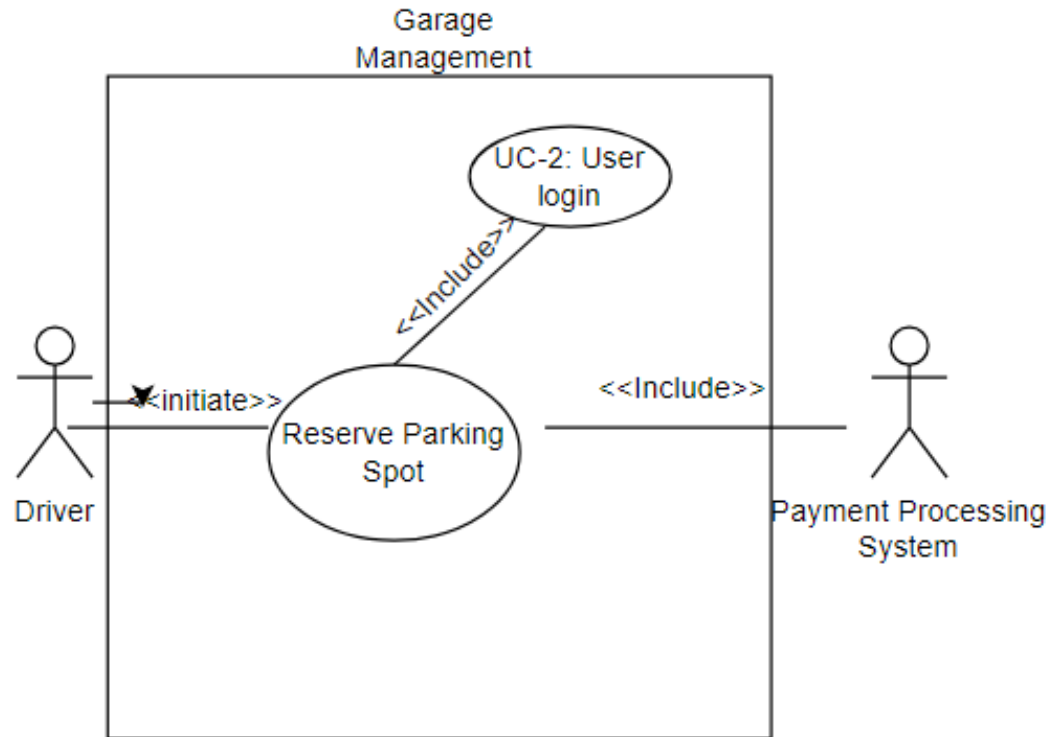 Garage
Management
UC-2: User
login
<<Include>>
<<initiate>>
<<Include>>
Reserve Parking
Spot
Driver
Payment Processing
System